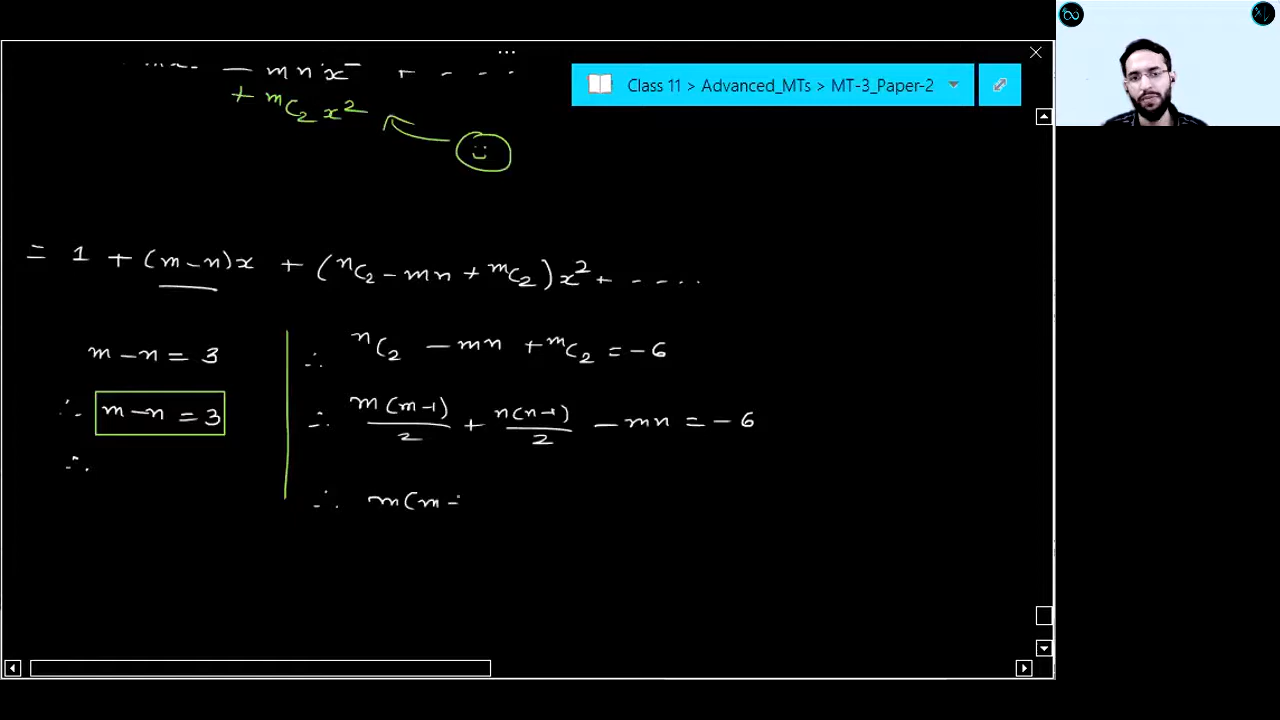 ...
− m n x² + - - - .
Class 11 > Advanced_MTs > MT-3_Paper-2
+ ᵐC₂ x²
= 1 + (m−n)x + (ⁿC₂ − mn + ᵐC₂)x² + - - - . .
m − n = 3
∴ m − n = 3
∴
∴ ⁿC₂ − mn + ᵐC₂ = −6
∴ m(m−1)/2 + n(n−1)/2 − mn = −6
∴ m(m −